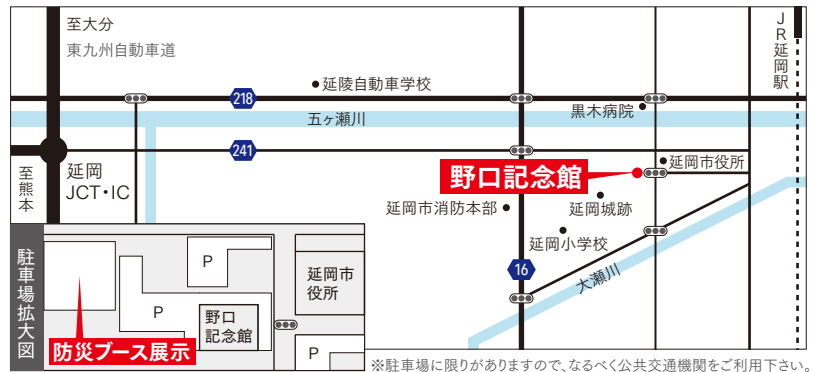 至大分
東九州自動車道
JR延岡駅
延陵自動車学校
218
黒木病院
五ヶ瀬川
241
延岡
JCT・IC
至熊本
野口記念館
延岡市役所
延岡市消防本部
延岡城跡
延岡小学校
16
大瀬川
駐車場拡大図
P
P
野口
記念館
延岡市
役所
P
防災ブース展示
※駐車場に限りがありますので、なるべく公共交通機関をご利用下さい。